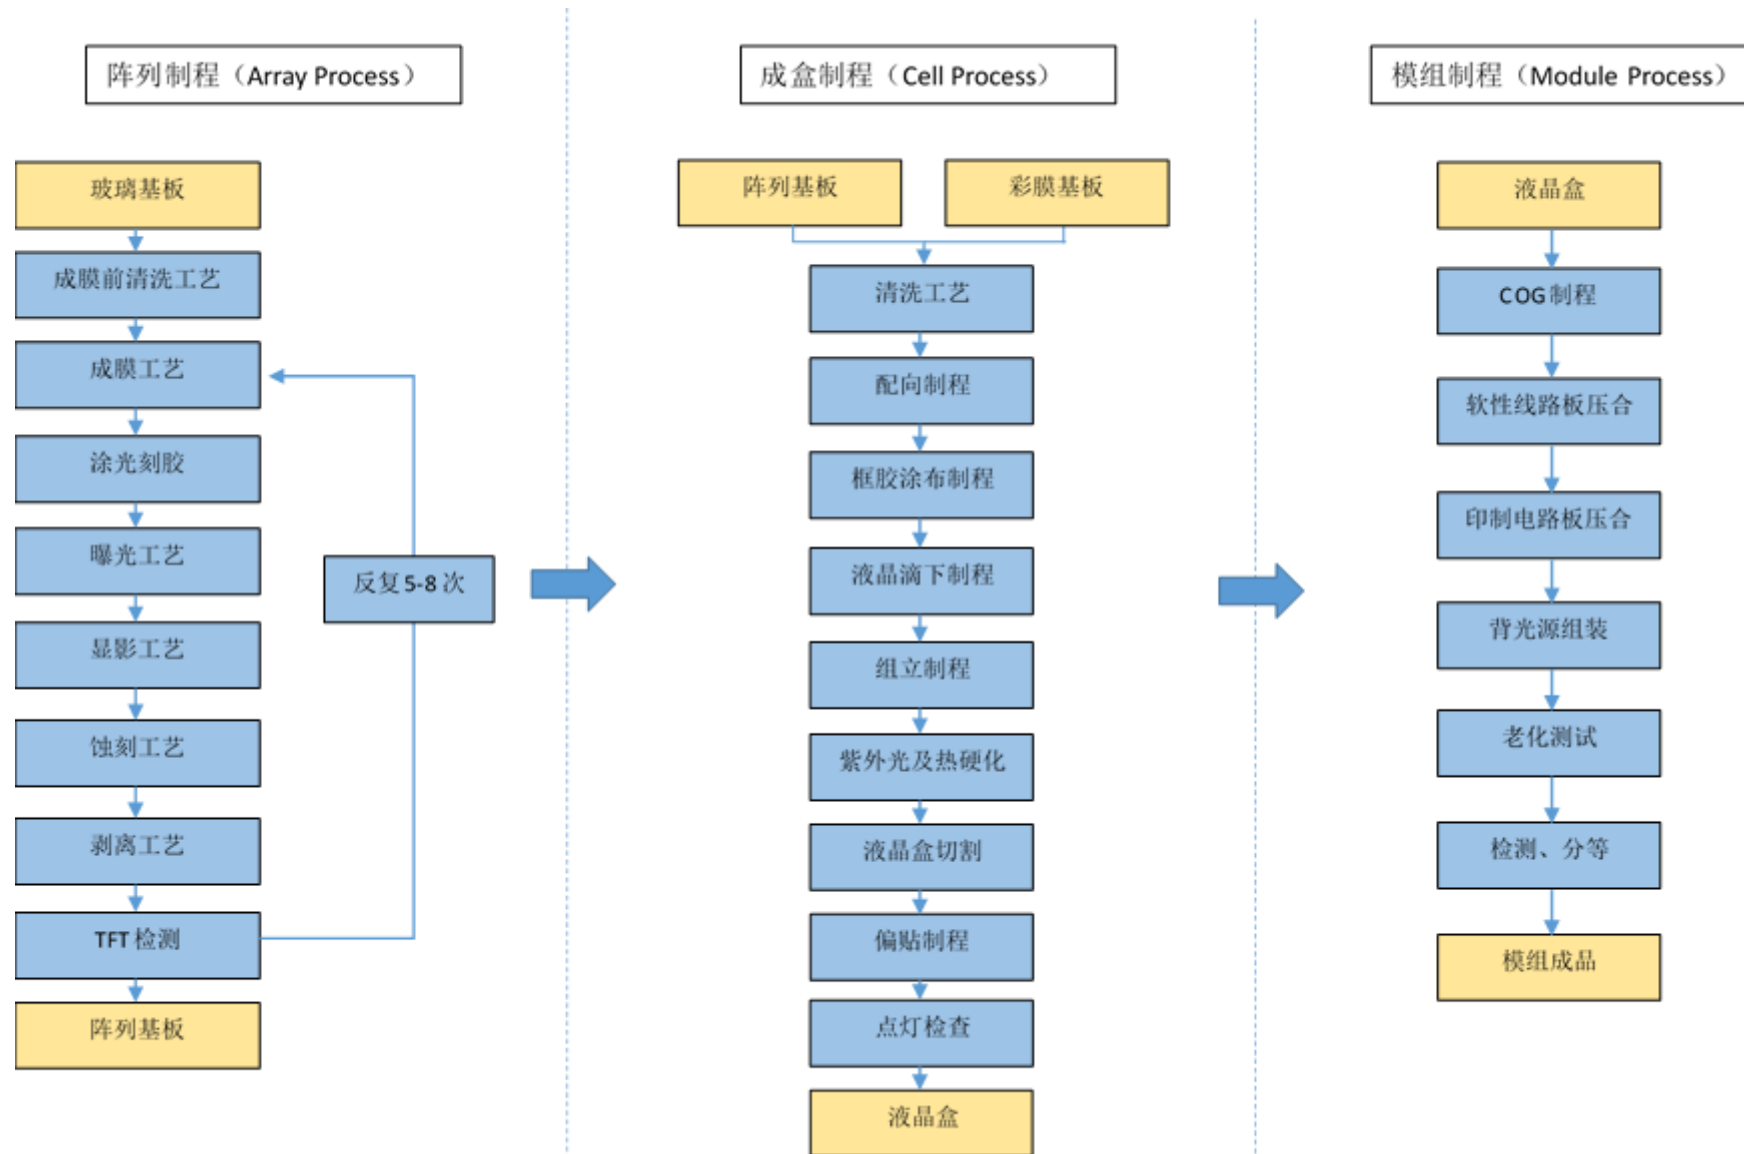 阵列制程（Array Process）
玻璃基板
成膜前清洗工艺
成膜工艺
涂光刻胶
曝光工艺
显影工艺
蚀刻工艺
剥离工艺
TFT检测
阵列基板
反复5-8次
成盒制程（Cell Process）
阵列基板
彩膜基板
清洗工艺
配向制程
框胶涂布制程
液晶滴下制程
组立制程
紫外光及热硬化
液晶盒切割
偏贴制程
点灯检查
液晶盒
模组制程（Module Process）
液晶盒
COG制程
软性线路板压合
印制电路板压合
背光源组装
老化测试
检测、分等
模组成品